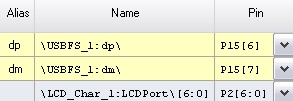 Alias Name Pin
dp \USBFS_1:dp\ P15[6]
dm \USBFS_1:dm\ P15[7]
\LCD_Char_1:LCDPort\[6:0] P2[6:0]